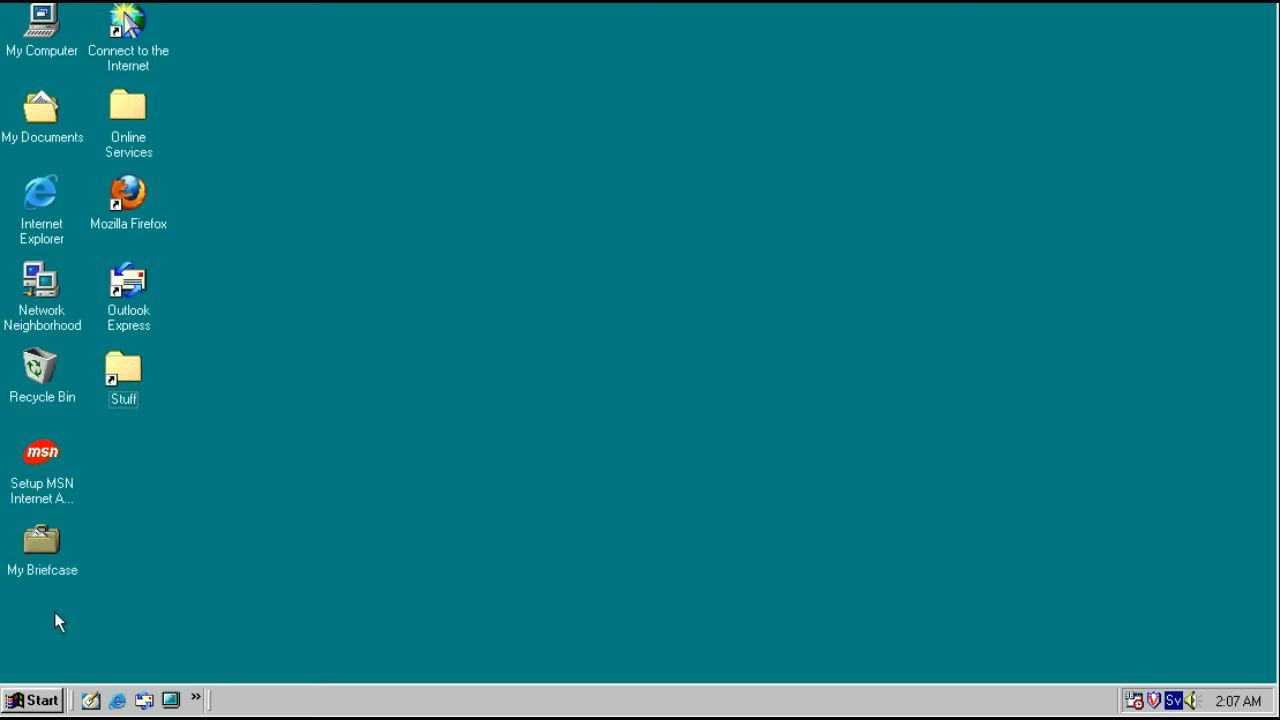 My Computer
Connect to the
Internet
My Documents
Online
Services
Internet
Explorer
Mozilla Firefox
Network
Neighborhood
Outlook
Express
Recycle Bin
Stuff
msn
Setup MSN
Internet A...
My Briefcase
Start
Sv
2:07 AM